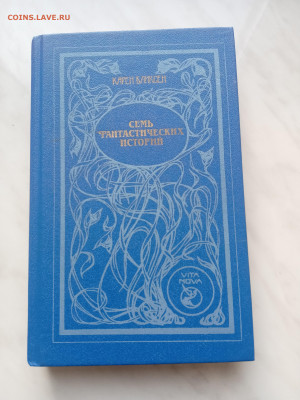 COINS.LAVE.RU
КАРЕН БЛИКСЕН
СЕМЬ
ФАНТАСТИЧЕСКИХ
ИСТОРИЙ
VITA
NOVA